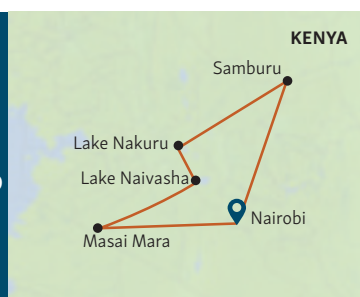 KENYA
Samburu
Lake Nakuru
Lake Naivasha
Nairobi
Masai Mara